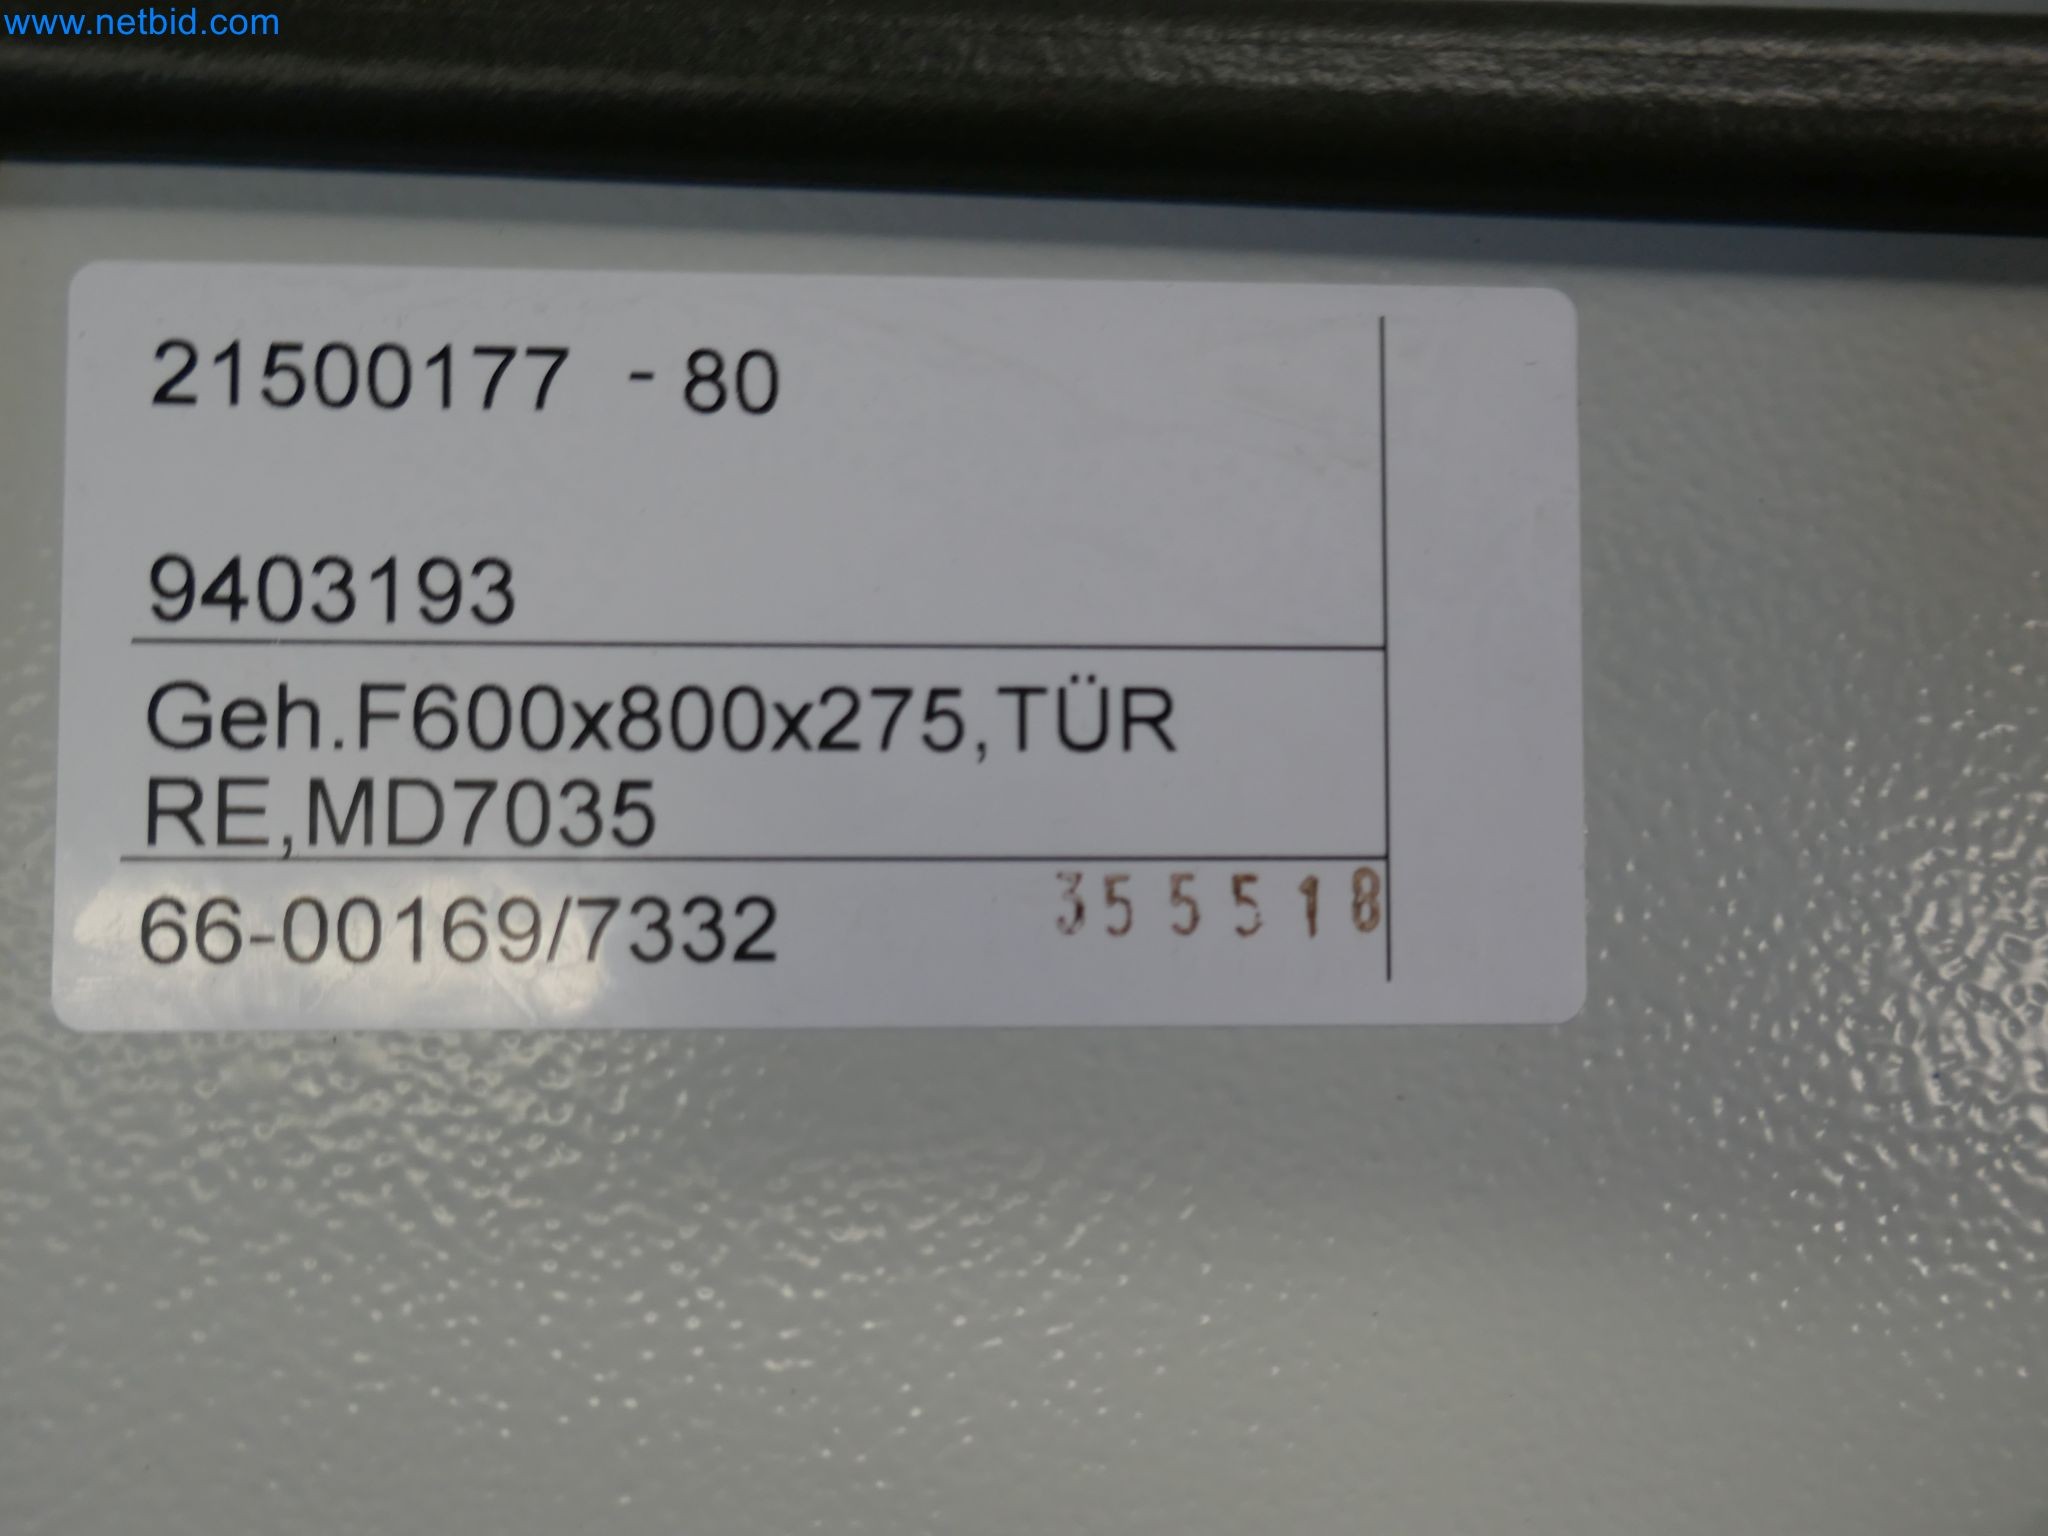 www.netbid.com
21500177 - 80
9403193
Geh.F600x800x275,TÜR
RE,MD7035
66-00169/7332
355518